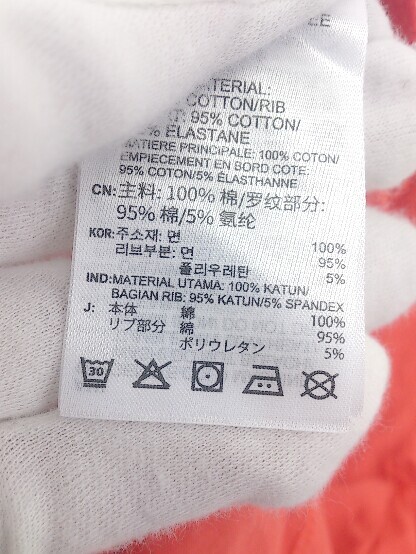 MATERIAL:
COTTON/RIB
95% COTTON/
% ELASTANE
MATIERE PRINCIPALE: 100% COTON/
EMPIECEMENT EN BORD COTE:
95% COTON/5% ELASTHANNE
CN: 主料: 100% 棉/罗纹部分:
95% 棉/5% 氨纶
KOR: 주소재: 면 100%
리브부분: 면 95%
폴리우레탄 5%
IND: MATERIAL UTAMA: 100% KATUN/
BAGIAN RIB: 95% KATUN/5% SPANDEX
J: 本体 綿 100%
リブ部分 綿 95%
ポリウレタン 5%
30